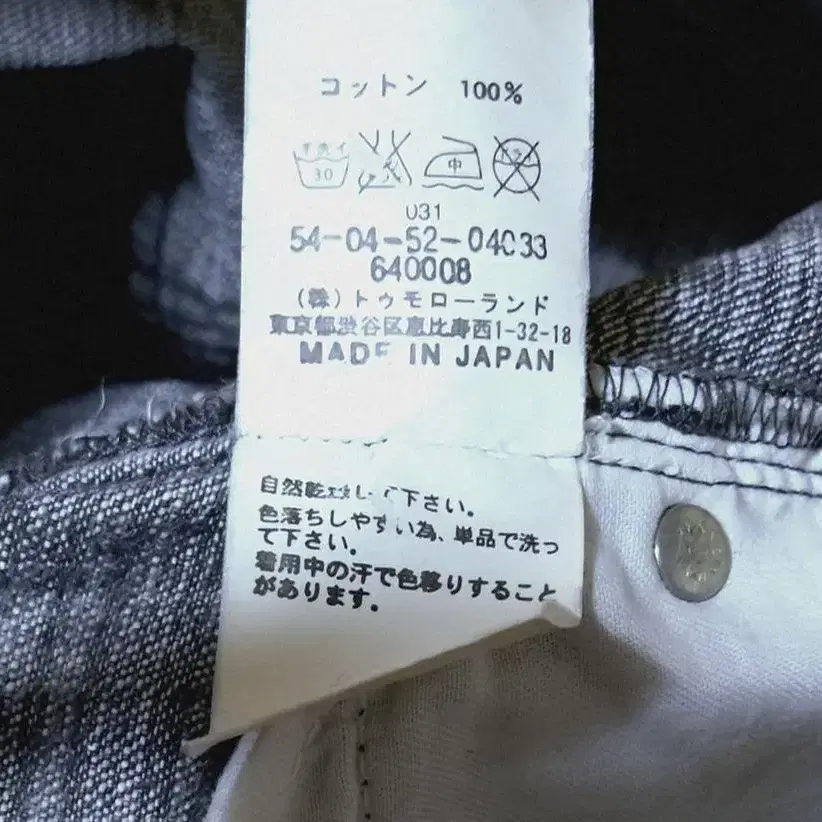 コットン 100%
30
中
031
54-04-52-04033
640008
(株)トゥモローランド
東京都渋谷区恵比寿西1-32-18
MADE IN JAPAN
自然乾燥して下さい。
色落ちしやすい為、単品で洗っ
て下さい。
着用中の汗で色移りすること
があります。